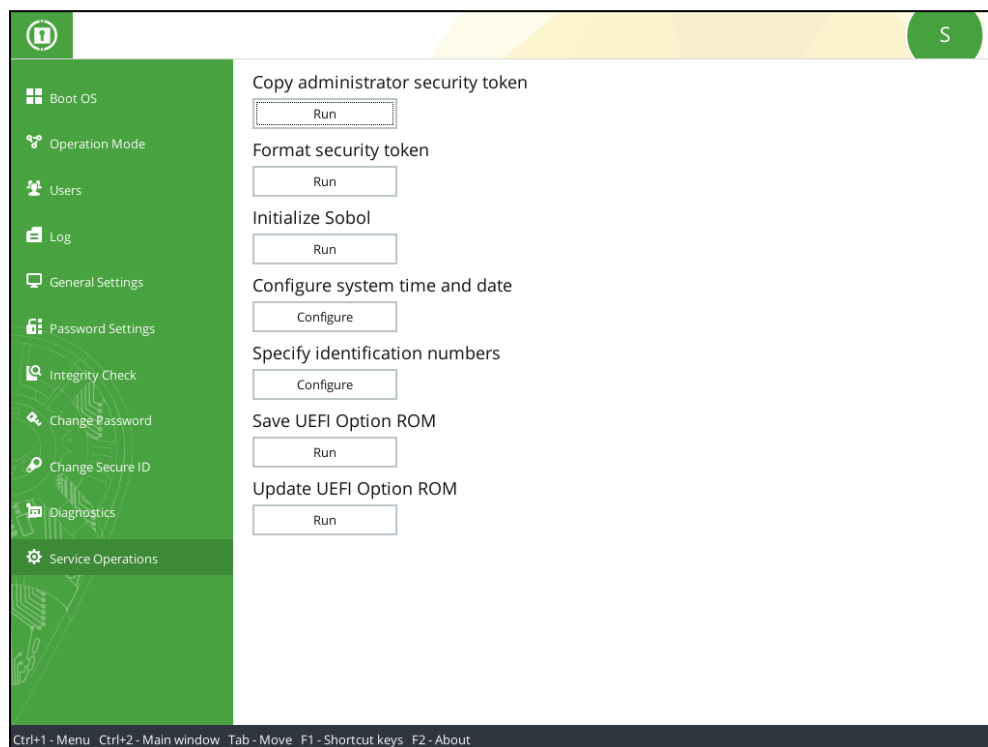 S
Boot OS
Operation Mode
Users
Log
General Settings
Password Settings
Integrity Check
Change Password
Change Secure ID
Diagnostics
Service Operations
Copy administrator security token
Run
Format security token
Run
Initialize Sobol
Run
Configure system time and date
Configure
Specify identification numbers
Configure
Save UEFI Option ROM
Run
Update UEFI Option ROM
Run
Ctrl+1 - Menu Ctrl+2 - Main window Tab - Move F1 - Shortcut keys F2 - About